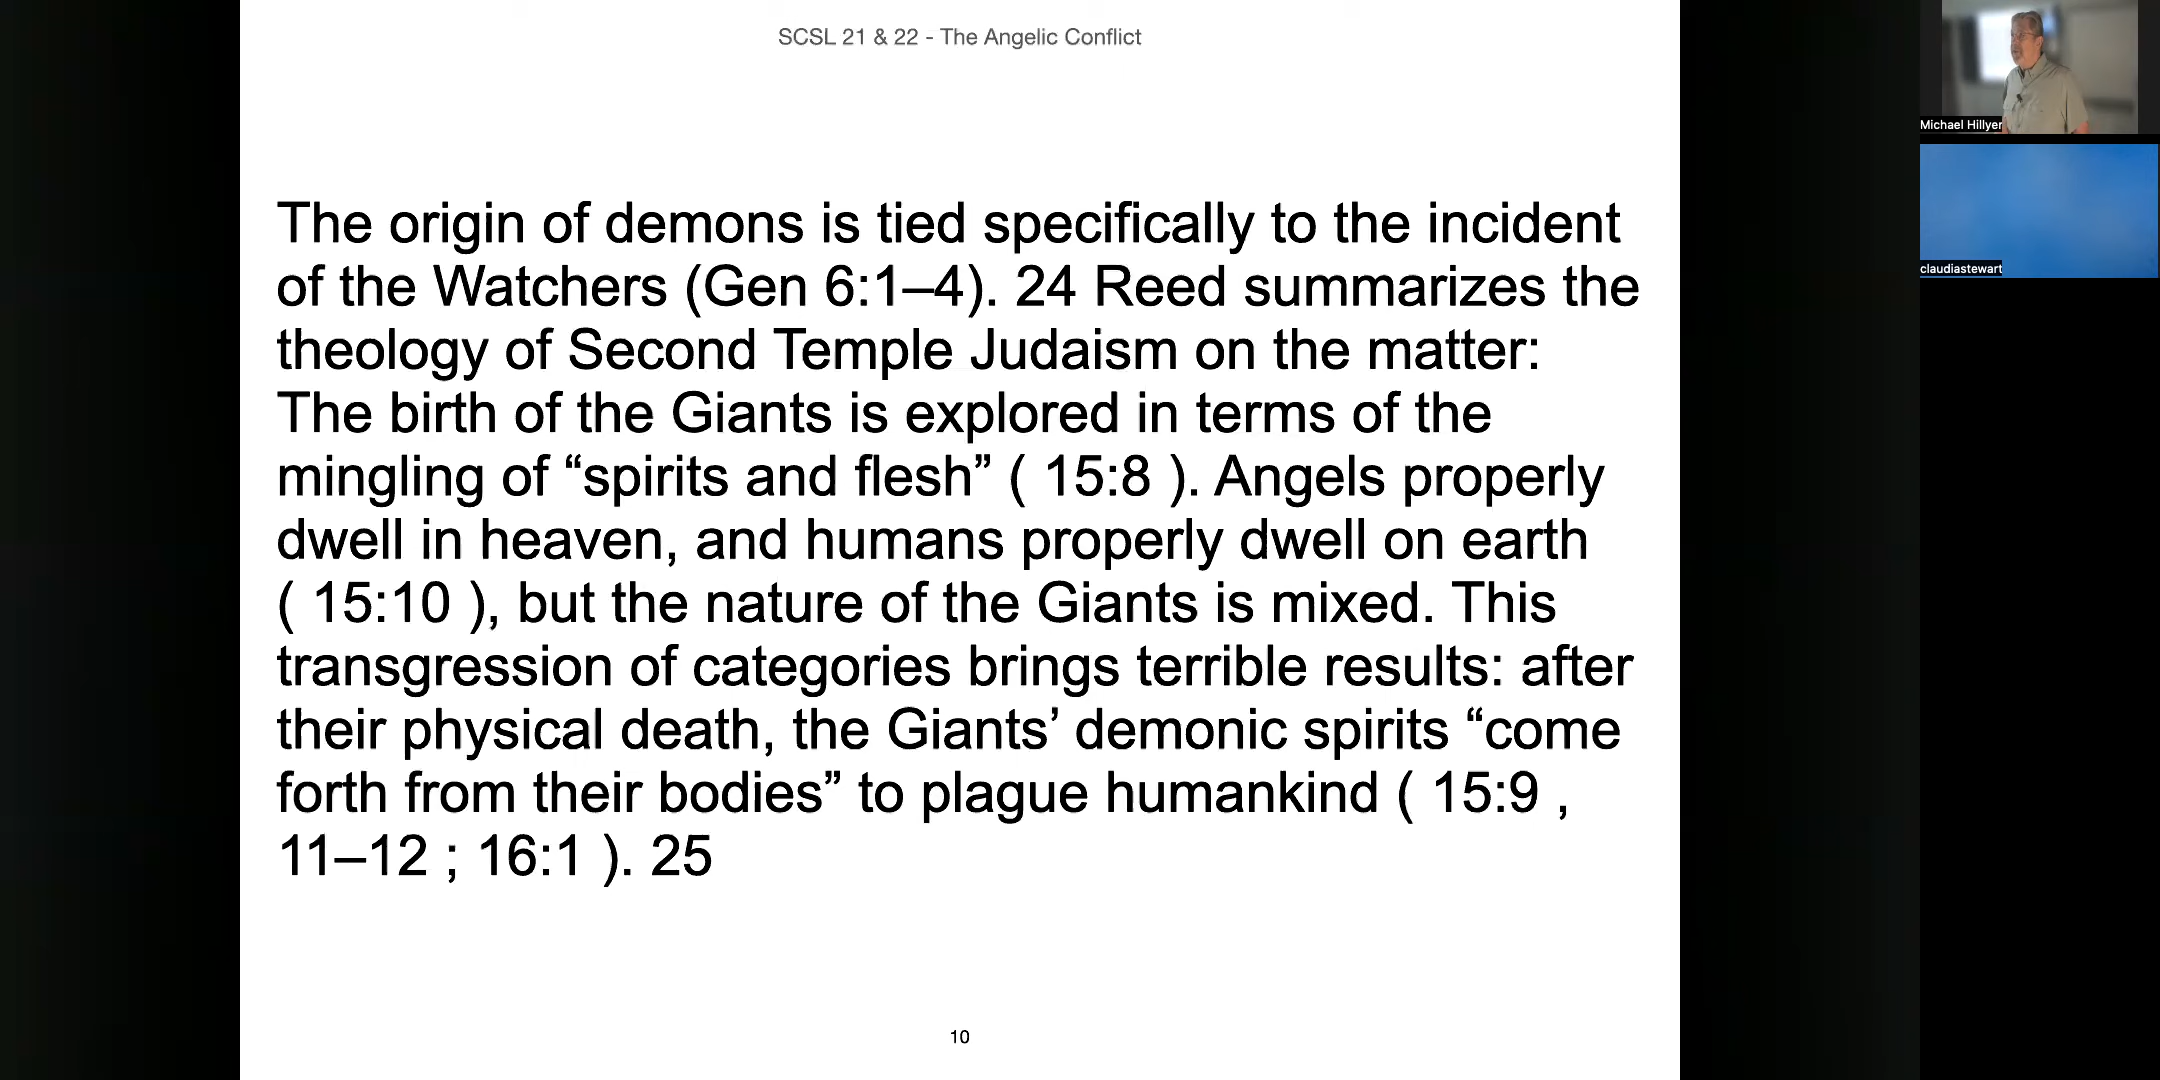 SCSL 21 & 22 - The Angelic Conflict
The origin of demons is tied specifically to the incident
of the Watchers (Gen 6:1–4). 24 Reed summarizes the
theology of Second Temple Judaism on the matter:
The birth of the Giants is explored in terms of the
mingling of “spirits and flesh” ( 15:8 ). Angels properly
dwell in heaven, and humans properly dwell on earth
( 15:10 ), but the nature of the Giants is mixed. This
transgression of categories brings terrible results: after
their physical death, the Giants’ demonic spirits “come
forth from their bodies” to plague humankind ( 15:9 ,
11–12 ; 16:1 ). 25
10
Michael Hillyer
claudiastewart